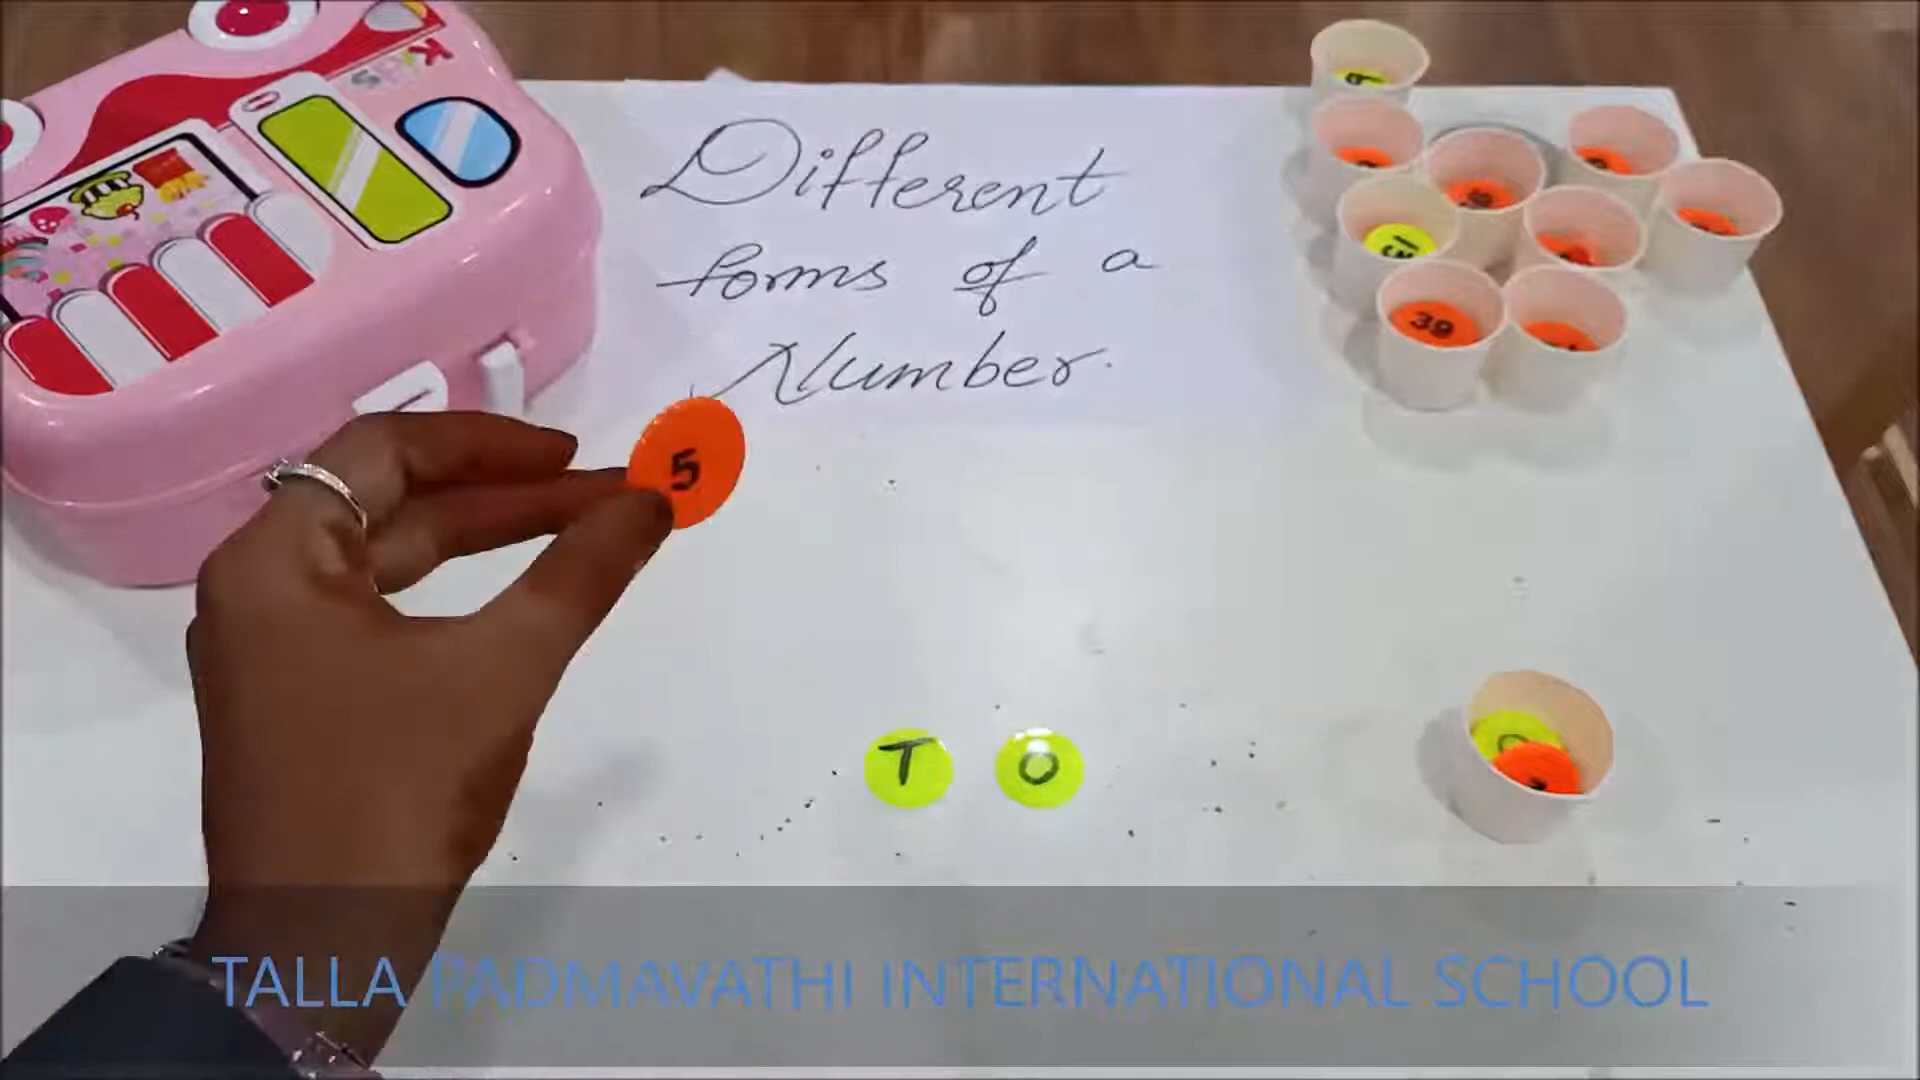 Different
forms of a
Number.
39
5
T O
TALLA PADMAVATHI INTERNATIONAL SCHOOL